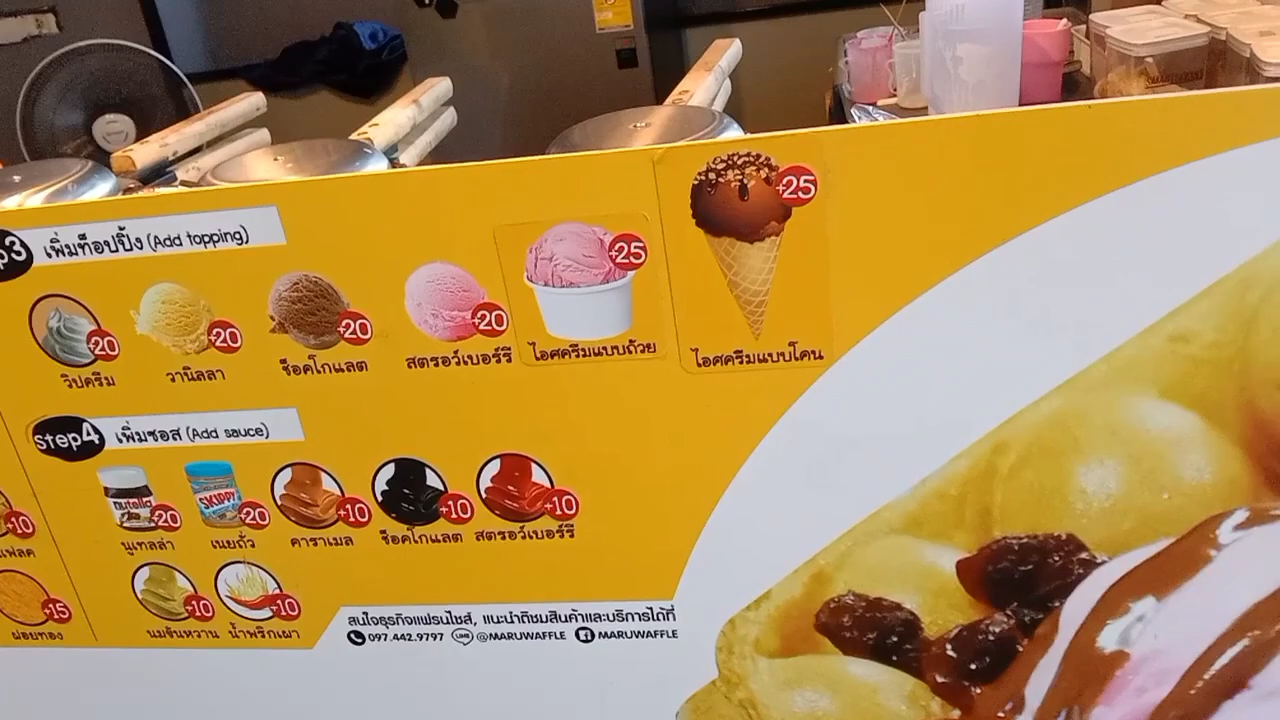 p3 เพิ่มท็อปปิ้ง (Add topping)
+20 +20 +20 +20 +25 +25
วิปครีม วานิลลา ช็อคโกแลต สตรอว์เบอร์รี ไอศครีมแบบถ้วย ไอศครีมแบบโคน
Step4 เพิ่มซอส (Add sauce)
nutella SKIPPY
+10 +20 +20 +10 +10 +10
เฟลค นูเทลล่า เนยถั่ว คาราเมล ช็อคโกแลต สตรอว์เบอร์รี
+15 +10 +10
ฝอยทอง นมข้นหวาน น้ำพริกเผา
สนใจธุรกิจแฟรนไชส์, แนะนำติชมสินค้าและบริการได้ที่
097.442.9797 LINE @MARUWAFFLE f MARUWAFFLE